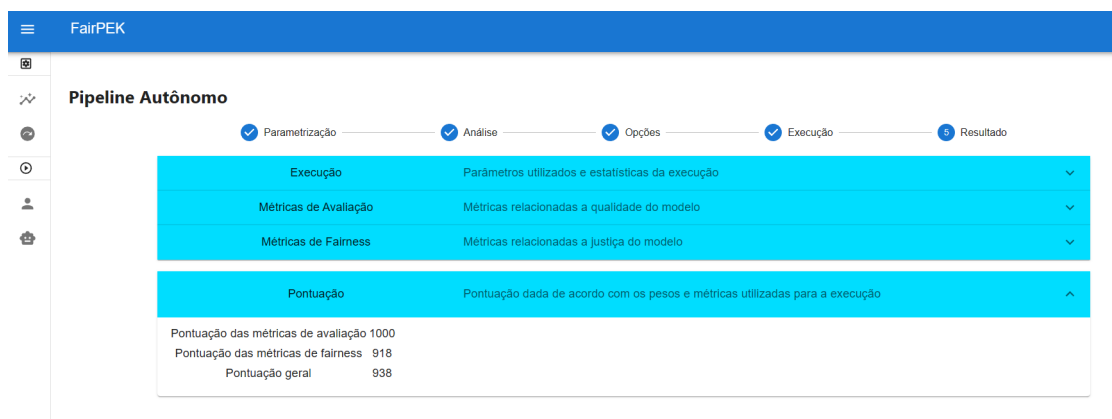 FairPEK
Pipeline Autônomo
Parametrização Análise Opções Execução 5 Resultado
Execução Parâmetros utilizados e estatísticas da execução
Métricas de Avaliação Métricas relacionadas a qualidade do modelo
Métricas de Fairness Métricas relacionadas a justiça do modelo
Pontuação Pontuação dada de acordo com os pesos e métricas utilizadas para a execução
Pontuação das métricas de avaliação 1000
Pontuação das métricas de fairness 918
Pontuação geral 938